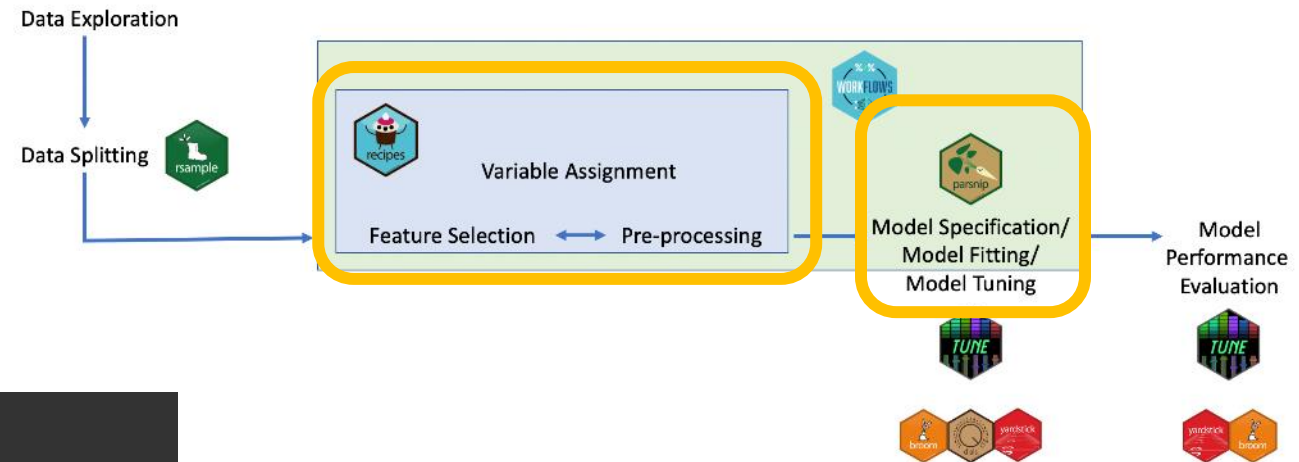 Data Exploration
WORKFLOWS
recipes
Data Splitting
rsample
Variable Assignment
parsnip
Feature Selection
Pre-processing
Model Specification/
Model Fitting/
Model Tuning
Model
Performance
Evaluation
TUNE
TUNE
broom
dials
yardstick
yardstick
broom